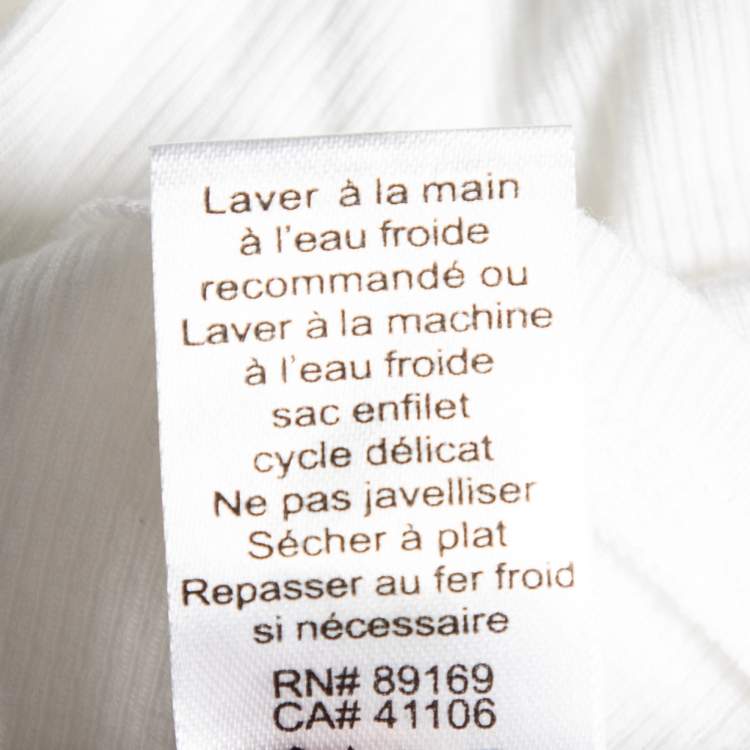 Laver à la main
à l'eau froide
recommandé ou
Laver à la machine
à l'eau froide
sac enfilet
cycle délicat
Ne pas javelliser
Sécher à plat
Repasser au fer froid
si nécessaire
RN# 89169
CA# 41106